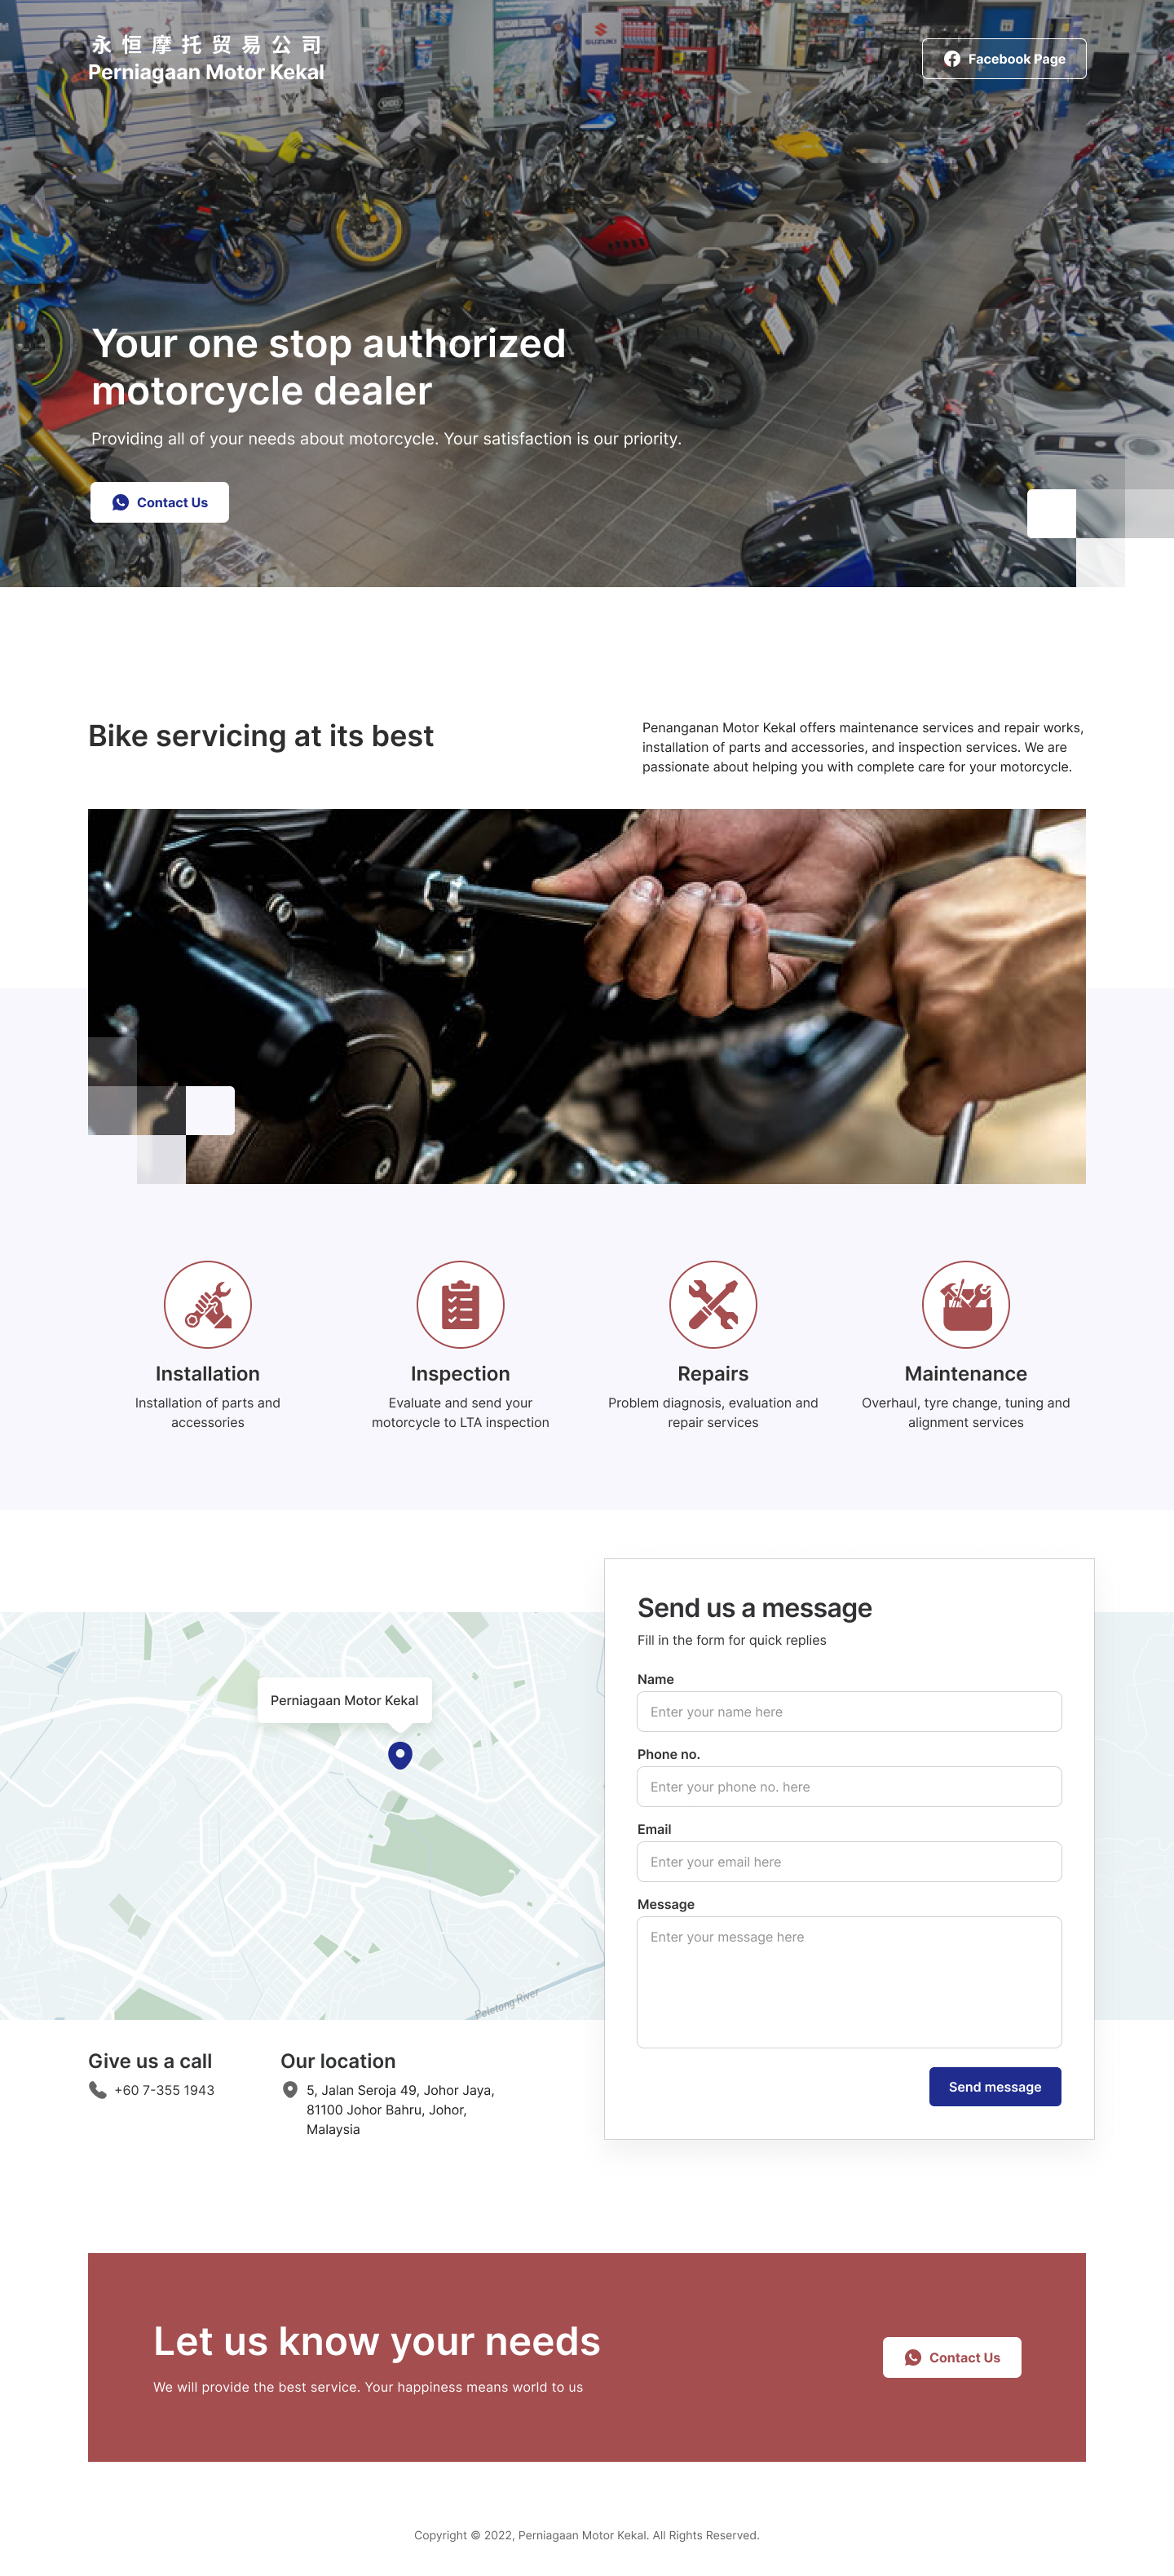 永恒摩托贸易公司
Perniagaan Motor Kekal
Facebook Page
SUZUKI
Your one stop authorized
motorcycle dealer
Providing all of your needs about motorcycle. Your satisfaction is our priority.
Contact Us
Bike servicing at its best
Penanganan Motor Kekal offers maintenance services and repair works,
installation of parts and accessories, and inspection services. We are
passionate about helping you with complete care for your motorcycle.
Installation
Installation of parts and
accessories
Inspection
Evaluate and send your
motorcycle to LTA inspection
Repairs
Problem diagnosis, evaluation and
repair services
Maintenance
Overhaul, tyre change, tuning and
alignment services
Perniagaan Motor Kekal
Peletong River
Send us a message
Fill in the form for quick replies
Name
Enter your name here
Phone no.
Enter your phone no. here
Email
Enter your email here
Message
Enter your message here
Send message
Give us a call
+60 7-355 1943
Our location
5, Jalan Seroja 49, Johor Jaya,
81100 Johor Bahru, Johor,
Malaysia
Let us know your needs
We will provide the best service. Your happiness means world to us
Contact Us
Copyright © 2022, Perniagaan Motor Kekal. All Rights Reserved.